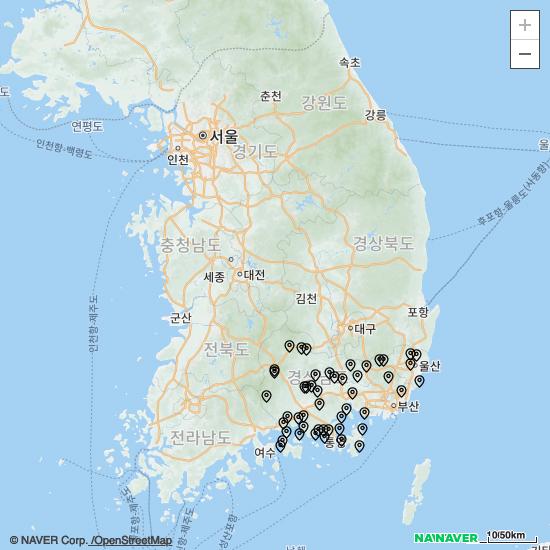 +
−
속초
춘천
강원도
강릉
도
연평도
서울
인천항-백령도
인천
경기도
울
후포항-울릉도(사동항)
충청남도
경상북도
세종
대전
김천
군산
포항
대구
인천항-제주도
전북도
경상남
울산
부산
전라남도
여수
통영
10/50km
NAVER
© NAVER Corp. /OpenStreetMap